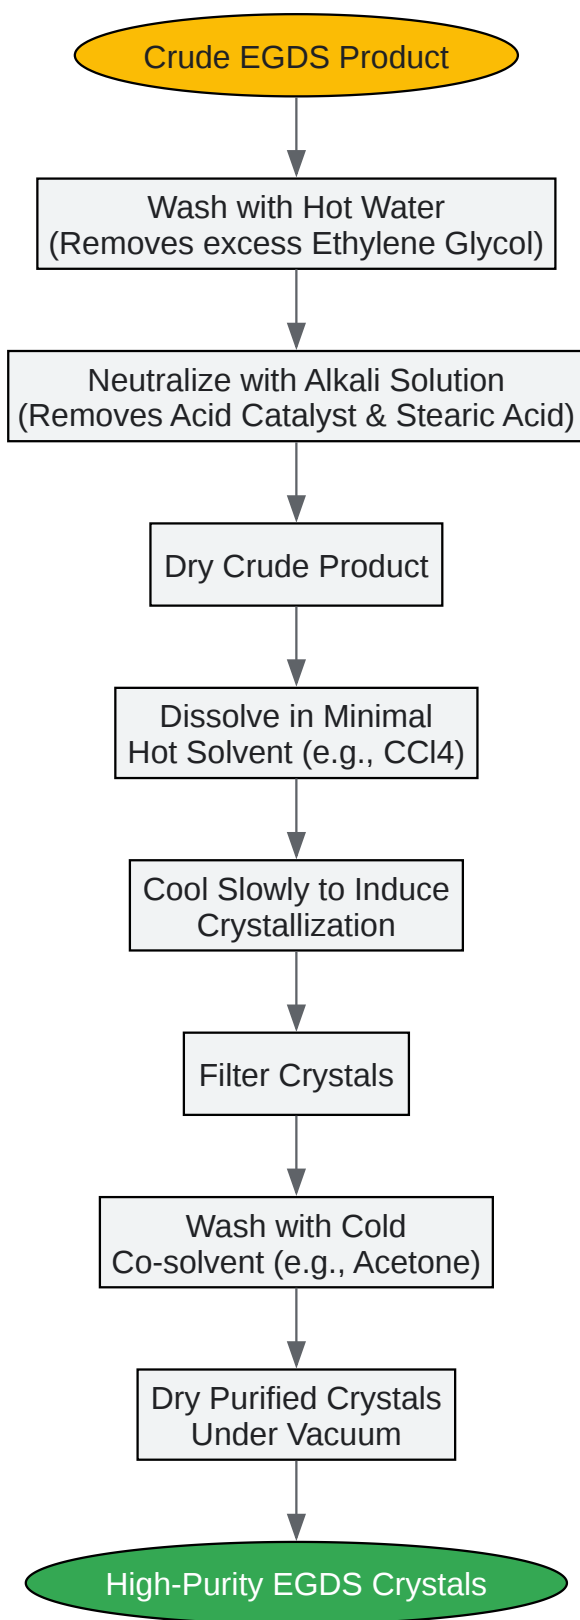 Crude EGDS Product
Wash with Hot Water
(Removes excess Ethylene Glycol)
Neutralize with Alkali Solution
(Removes Acid Catalyst & Stearic Acid)
Dry Crude Product
Dissolve in Minimal
Hot Solvent (e.g., CCl4)
Cool Slowly to Induce
Crystallization
Filter Crystals
Wash with Cold
Co-solvent (e.g., Acetone)
Dry Purified Crystals
Under Vacuum
High-Purity EGDS Crystals